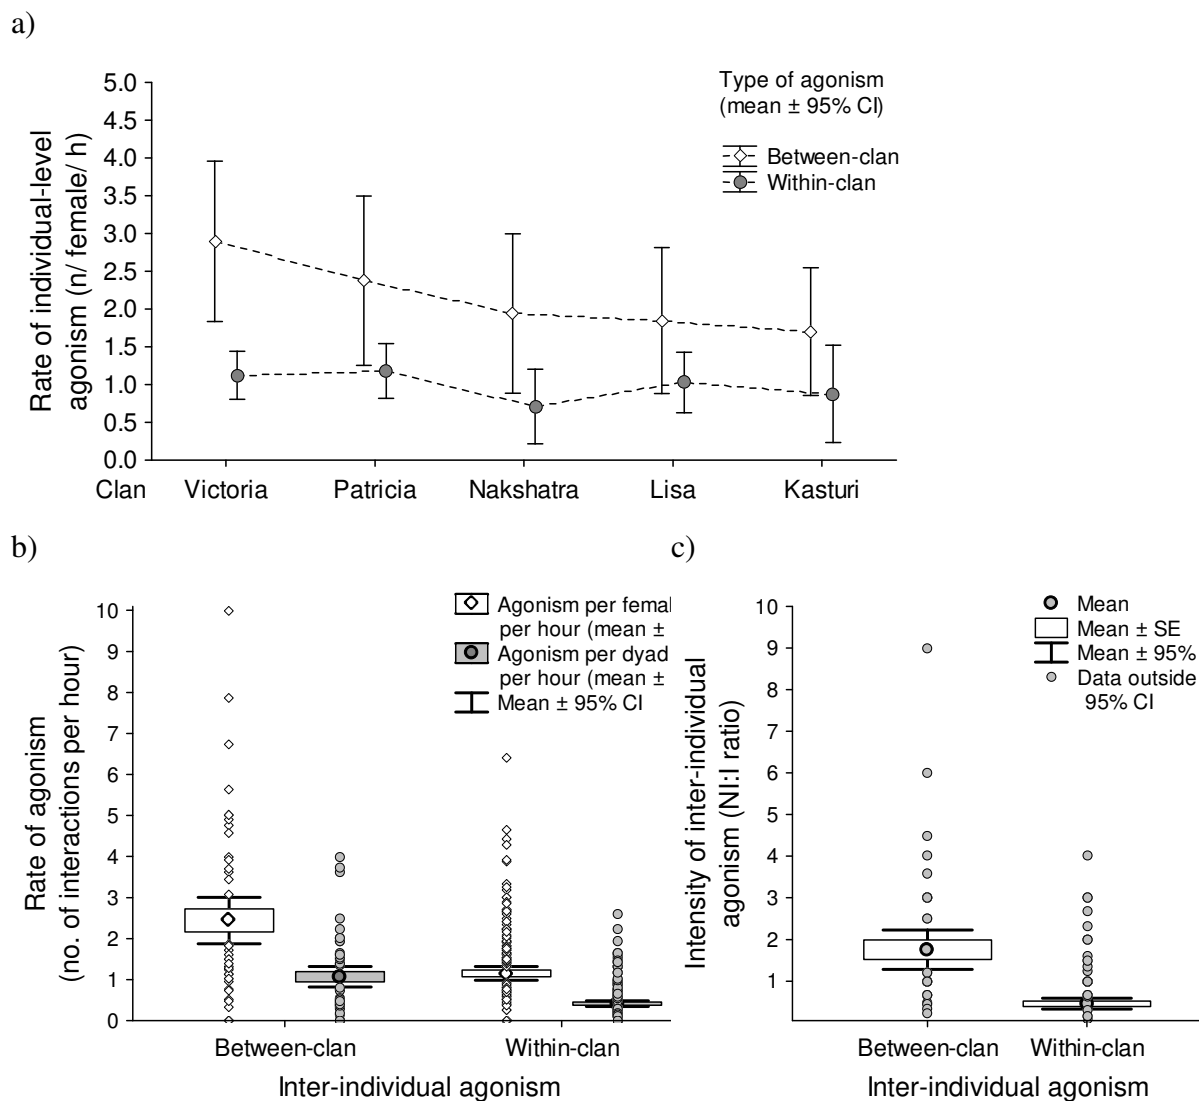 a)
Type of agonism
(mean ± 95% CI)
Between-clan
Within-clan
Rate of individual-level
agonism (n/ female/ h)
5.0
4.5
4.0
3.5
3.0
2.5
2.0
1.5
1.0
0.5
0.0
Clan Victoria Patricia Nakshatra Lisa Kasturi
b)
Agonism per femal
per hour (mean ±
Agonism per dyad
per hour (mean ±
Mean ± 95% CI
Rate of agonism
(no. of interactions per hour)
10
9
8
7
6
5
4
3
2
1
0
Between-clan Within-clan
Inter-individual agonism
c)
Mean
Mean ± SE
Mean ± 95%
Data outside
95% CI
Intensity of inter-individual
agonism (NI:I ratio)
10
9
8
7
6
5
4
3
2
1
Between-clan Within-clan
Inter-individual agonism